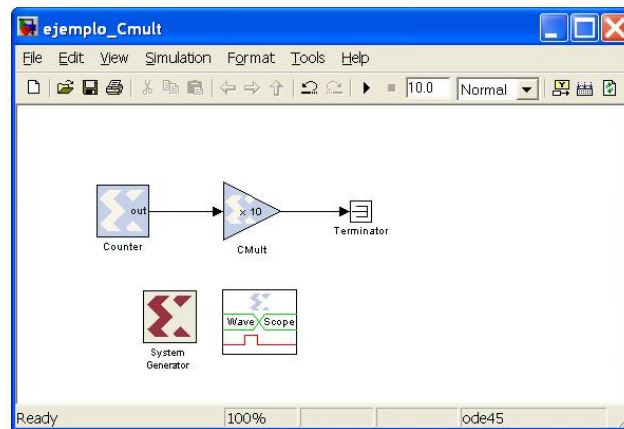 ejemplo_Cmult
File Edit View Simulation Format Tools Help
10.0 Normal
out
x 10
Counter
CMult
Terminator
Wave Scope
System
Generator
Ready 100% ode45